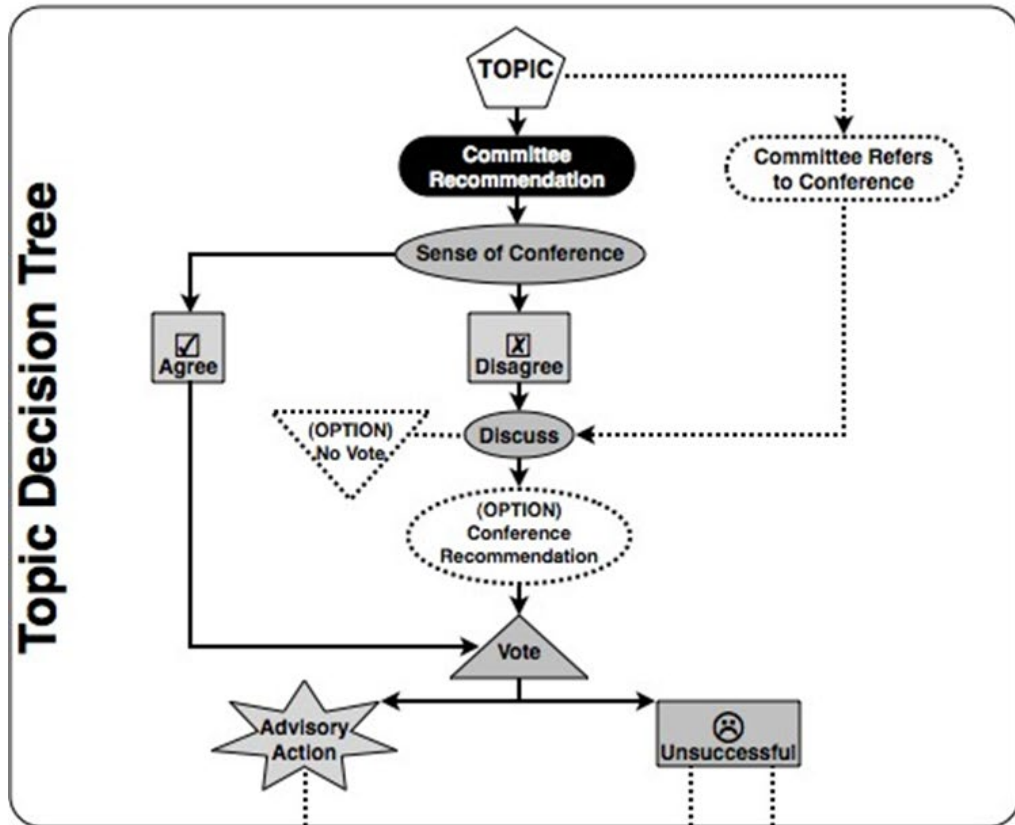 Topic Decision Tree
TOPIC
Committee
Recommendation
Committee Refers
to Conference
Sense of Conference
Agree
Disagree
(OPTION)
No Vote
Discuss
(OPTION)
Conference
Recommendation
Vote
Advisory
Action
Unsuccessful